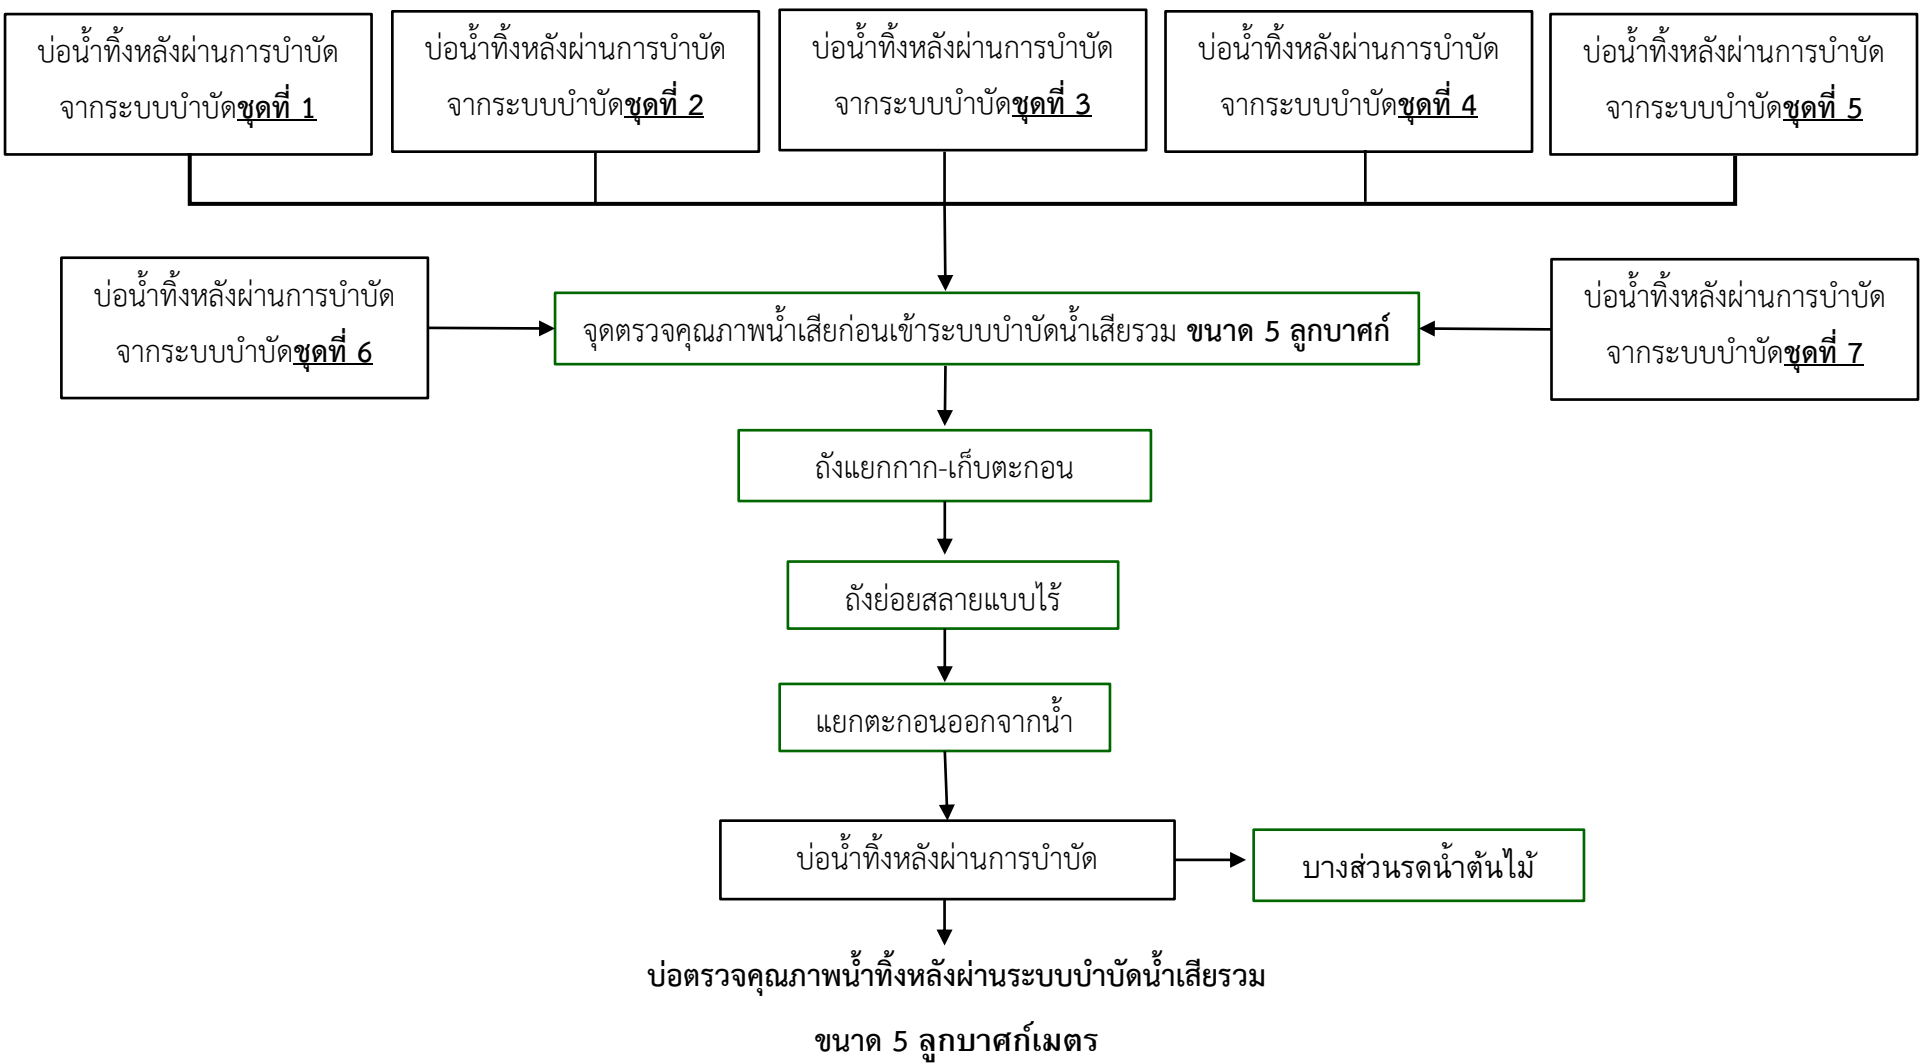 บ่อน้ำทิ้งหลังผ่านการบำบัด
จากระบบบำบัดชุดที่ 1
บ่อน้ำทิ้งหลังผ่านการบำบัด
จากระบบบำบัดชุดที่ 2
บ่อน้ำทิ้งหลังผ่านการบำบัด
จากระบบบำบัดชุดที่ 3
บ่อน้ำทิ้งหลังผ่านการบำบัด
จากระบบบำบัดชุดที่ 4
บ่อน้ำทิ้งหลังผ่านการบำบัด
จากระบบบำบัดชุดที่ 5
บ่อน้ำทิ้งหลังผ่านการบำบัด
จากระบบบำบัดชุดที่ 6
จุดตรวจคุณภาพน้ำเสียก่อนเข้าระบบบำบัดน้ำเสียรวม ขนาด 5 ลูกบาศก์
บ่อน้ำทิ้งหลังผ่านการบำบัด
จากระบบบำบัดชุดที่ 7
ถังแยกกาก-เก็บตะกอน
ถังย่อยสลายแบบไร้
แยกตะกอนออกจากน้ำ
บ่อน้ำทิ้งหลังผ่านการบำบัด
บางส่วนรดน้ำต้นไม้
บ่อตรวจคุณภาพน้ำทิ้งหลังผ่านระบบบำบัดน้ำเสียรวม
ขนาด 5 ลูกบาศก์เมตร